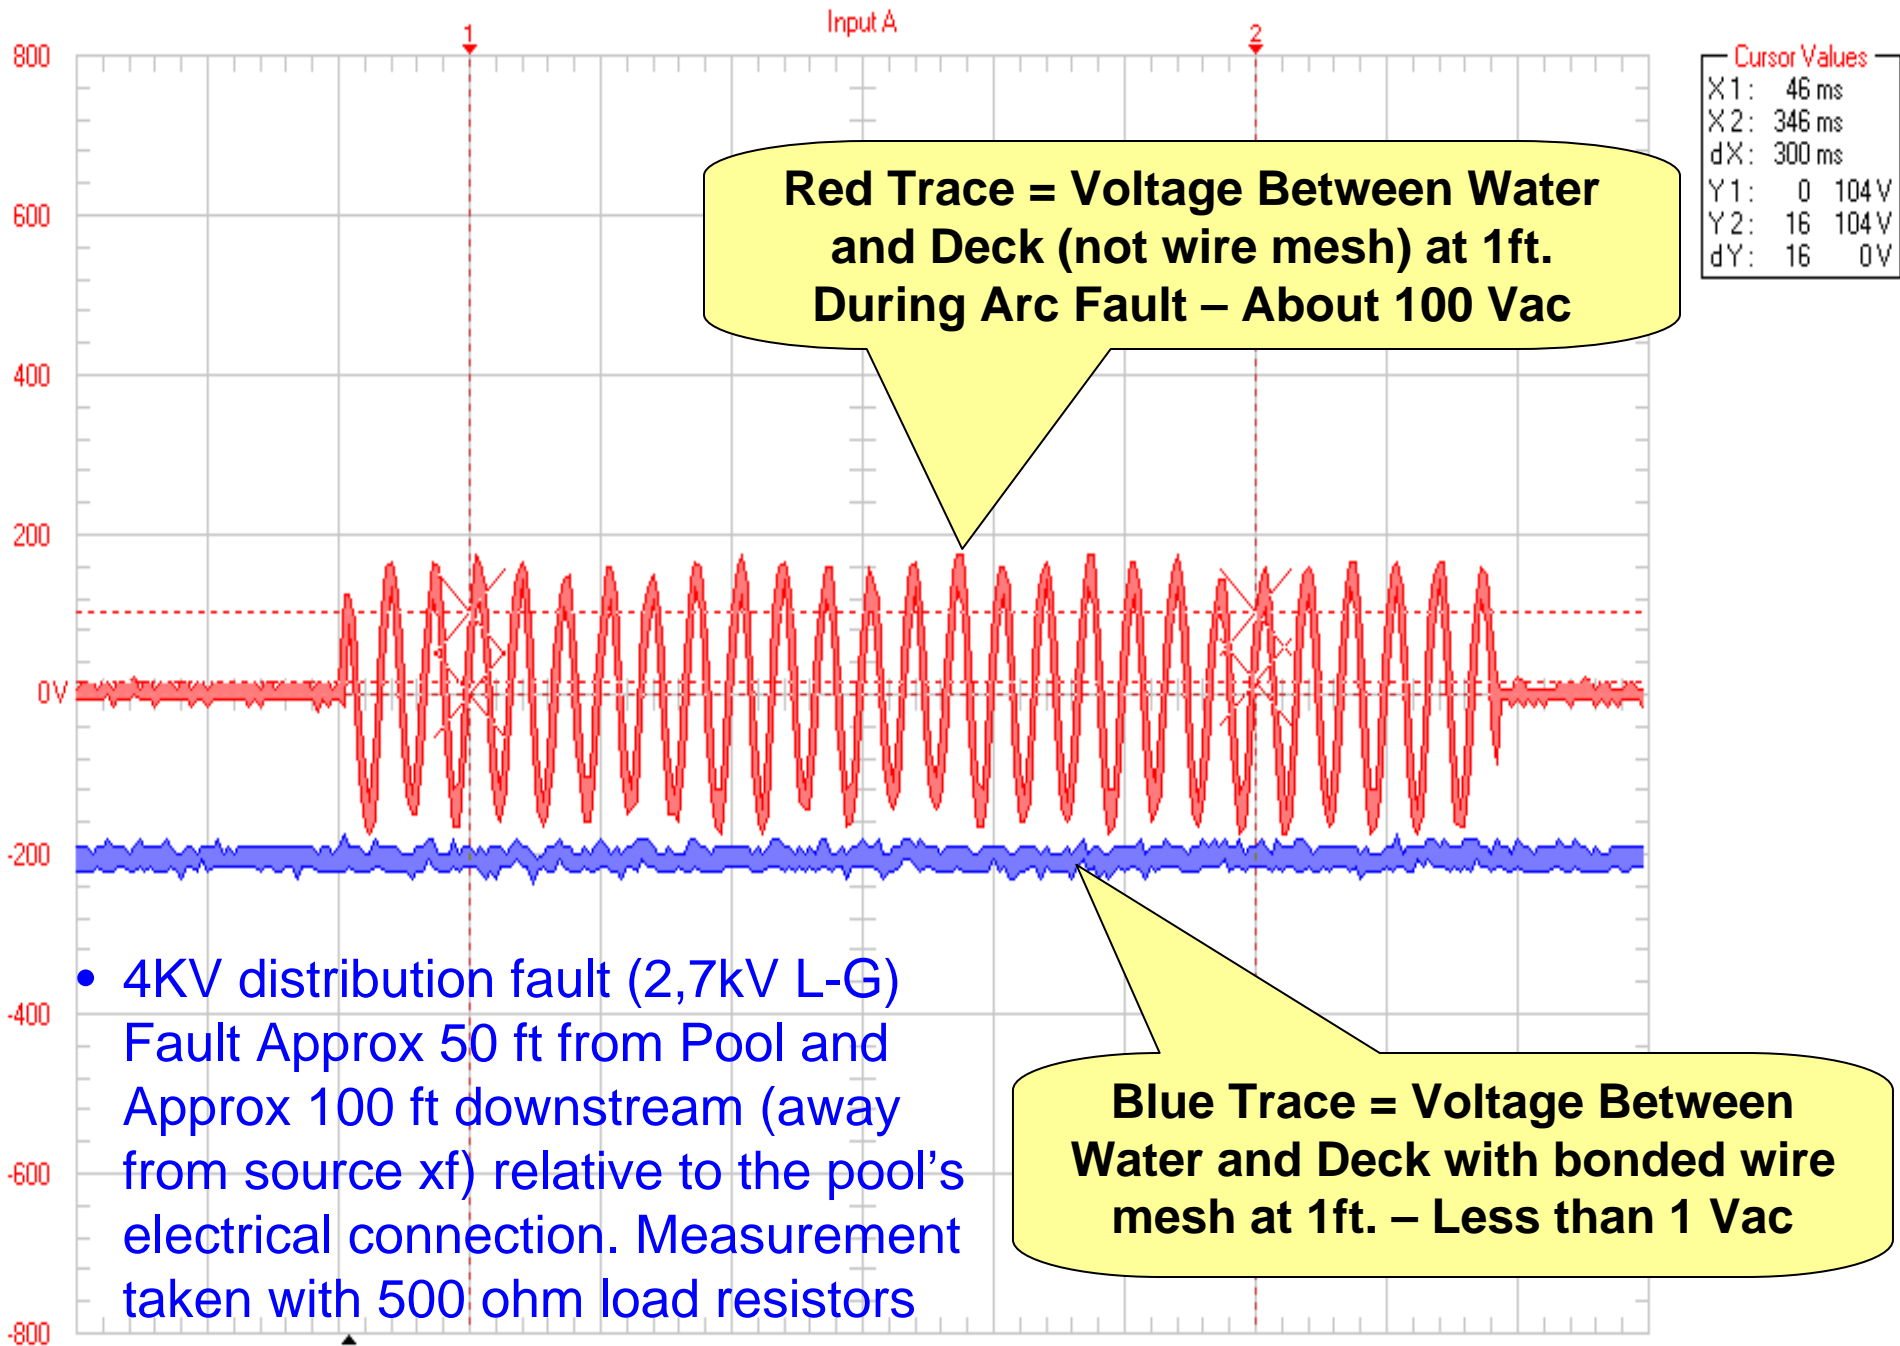 Input A
1
2
800
600
400
200
0V
-200
-400
-600
-800
Cursor Values
X1: 46 ms
X2: 346 ms
dX: 300 ms
Y1: 0 104 V
Y2: 16 104 V
dY: 16 0 V
Red Trace = Voltage Between Water
and Deck (not wire mesh) at 1ft.
During Arc Fault – About 100 Vac
• 4KV distribution fault (2,7kV L-G)
Fault Approx 50 ft from Pool and
Approx 100 ft downstream (away
from source xf) relative to the pool’s
electrical connection. Measurement
taken with 500 ohm load resistors
Blue Trace = Voltage Between
Water and Deck with bonded wire
mesh at 1ft. – Less than 1 Vac